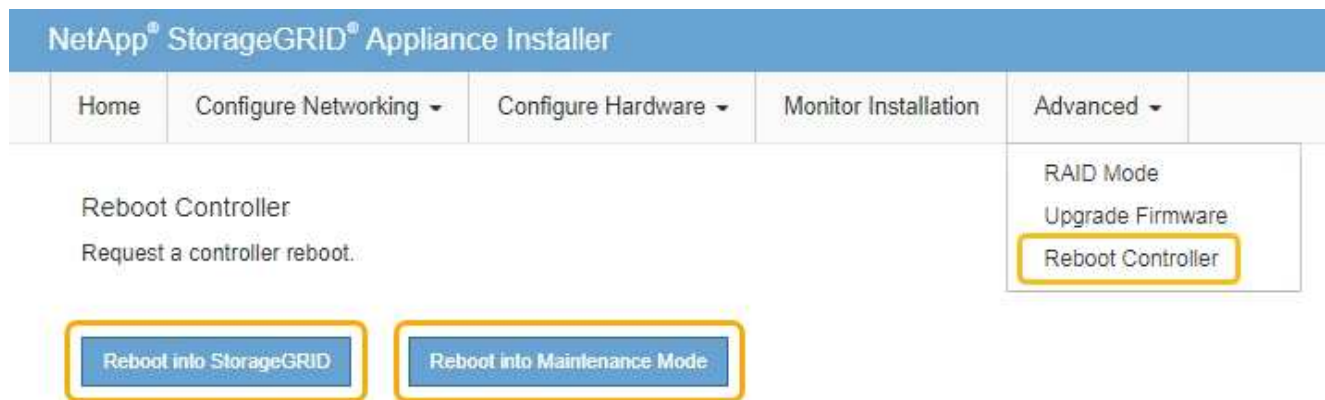 NetApp® StorageGRID® Appliance Installer
Home Configure Networking Configure Hardware Monitor Installation Advanced
RAID Mode
Upgrade Firmware
Reboot Controller
Reboot Controller
Request a controller reboot.
Reboot into StorageGRID Reboot into Maintenance Mode